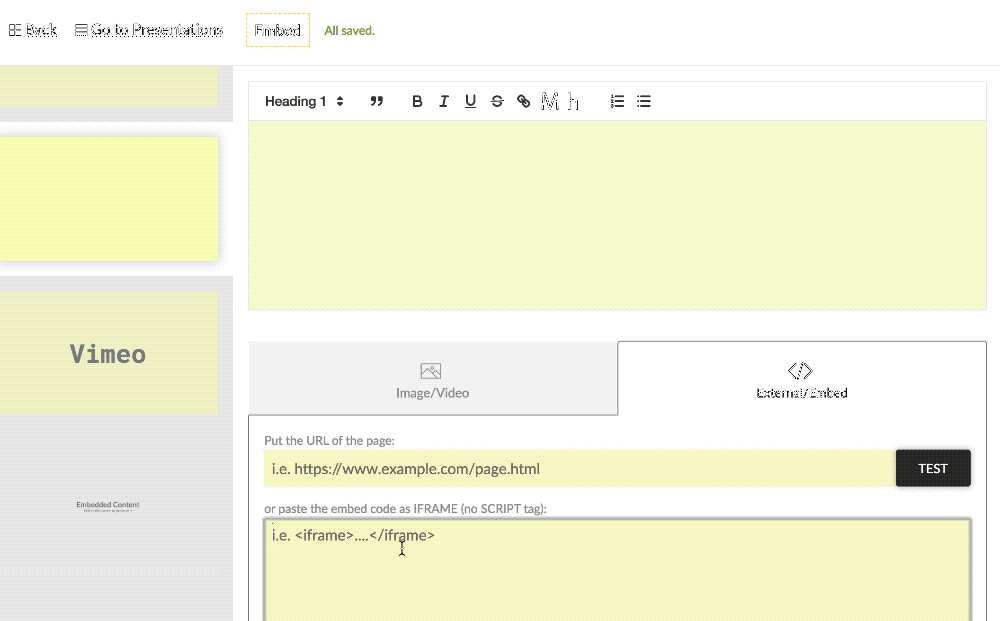 Back Go to Presentations Embed All saved.
Heading 1 B I U S M h
Vimeo
Image/Video
External/Embed
Put the URL of the page:
i.e. https://www.example.com/page.html
TEST
Embedded Content
or paste the embed code as IFRAME (no SCRIPT tag):
i.e. <iframe>....</iframe>